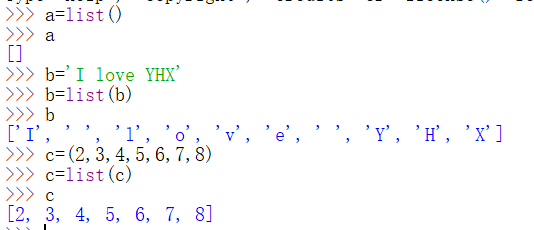 >>> a=list()
>>> a
[]
>>> b='I love YHX'
>>> b=list(b)
>>> b
['I', ' ', 'l', 'o', 'v', 'e', ' ', 'Y', 'H', 'X']
>>> c=(2,3,4,5,6,7,8)
>>> c=list(c)
>>> c
[2, 3, 4, 5, 6, 7, 8]
>>>